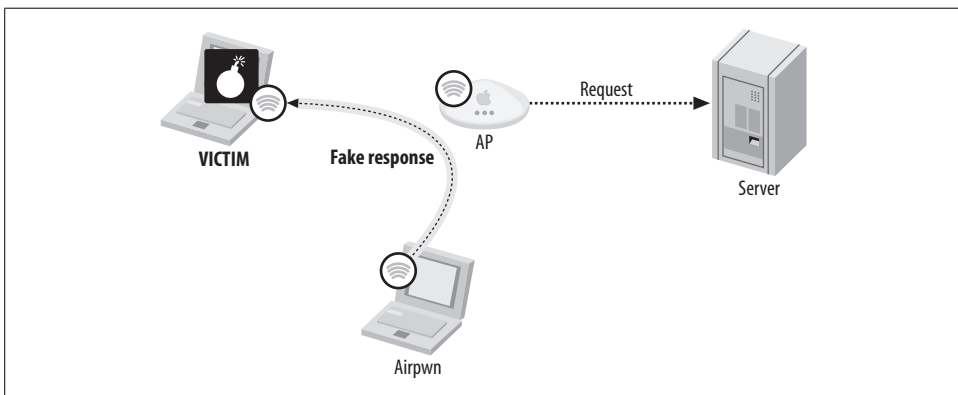 VICTIM
Fake response
AP
Request
Server
Airpwn